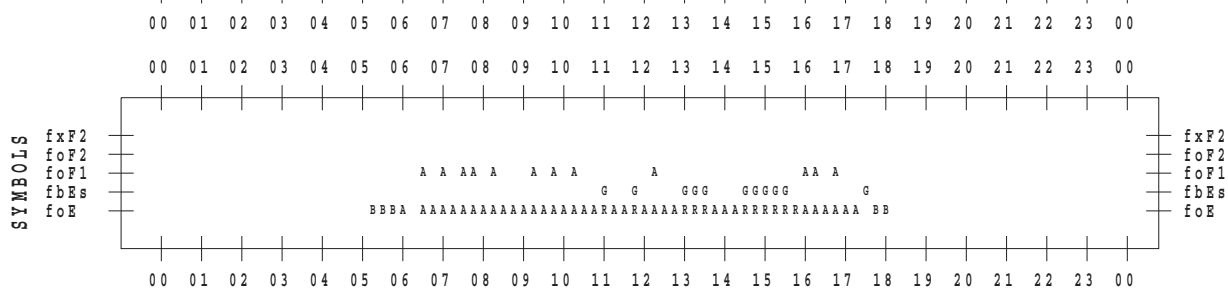 00 01 02 03 04 05 06 07 08 09 10 11 12 13 14 15 16 17 18 19 20 21 22 23 00
00 01 02 03 04 05 06 07 08 09 10 11 12 13 14 15 16 17 18 19 20 21 22 23 00
SYMBOLS
fxF2 fxF2
foF2 foF2
foF1 A A AA A A A A A AA A foF1
fbEs G G GGG GGGGG G fbEs
foE BBBA AAAAAAAAAAAAAAAAAARAARAAAARRRAAARRRRRRAAAAAA BB foE
00 01 02 03 04 05 06 07 08 09 10 11 12 13 14 15 16 17 18 19 20 21 22 23 00